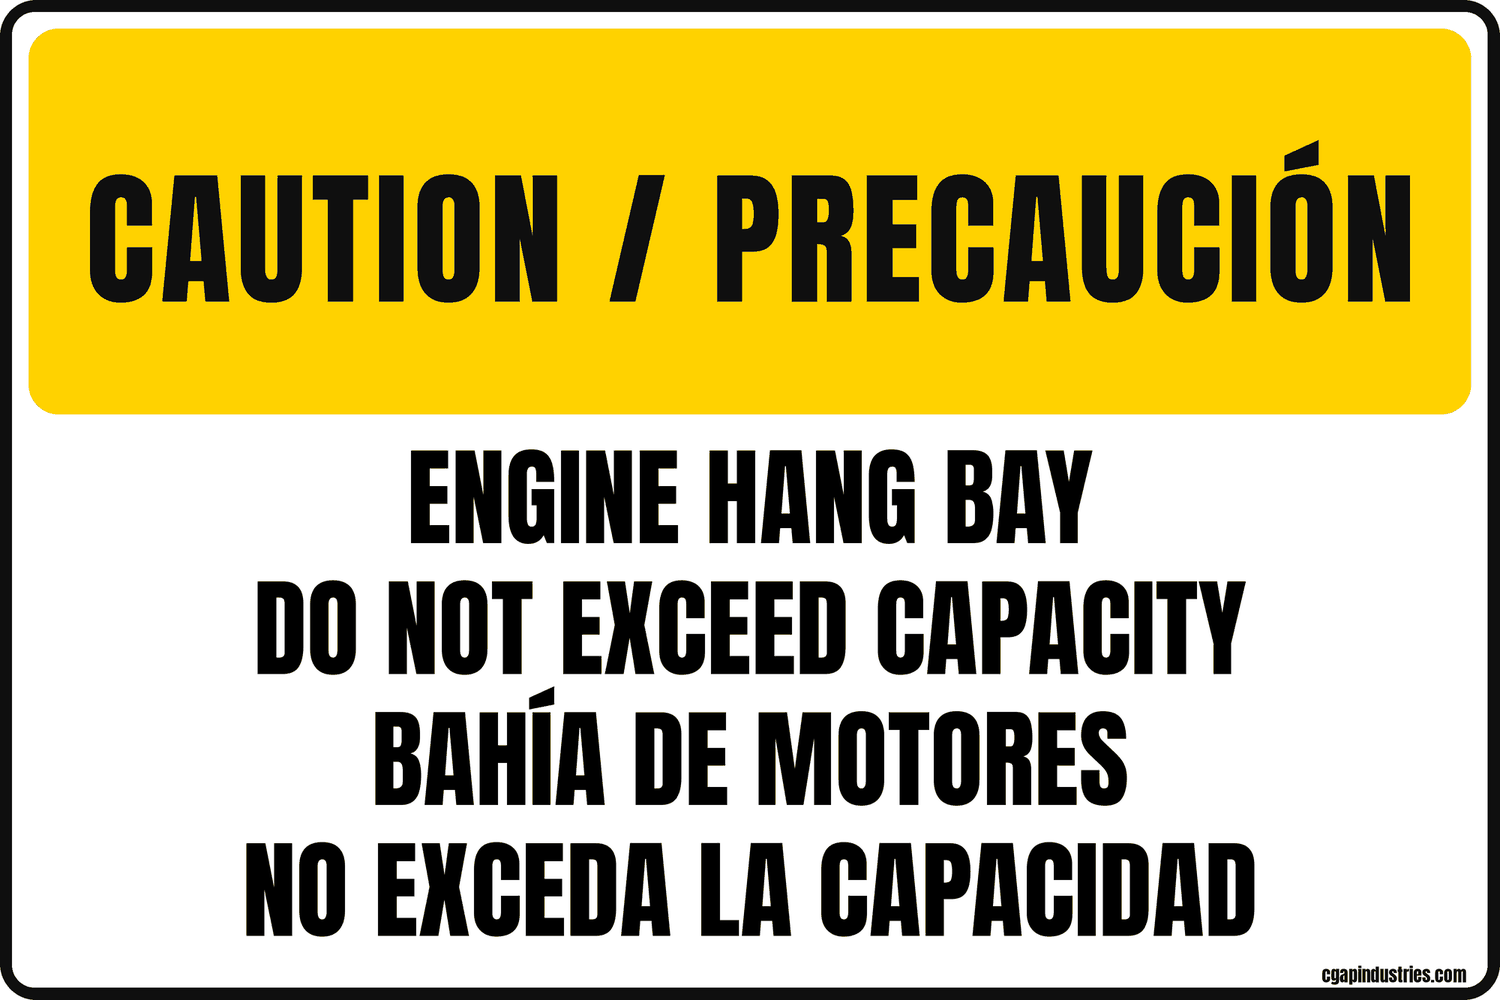 CAUTION / PRECAUCIÓN
ENGINE HANG BAY
DO NOT EXCEED CAPACITY
BAHÍA DE MOTORES
NO EXCEDA LA CAPACIDAD
cgapindustries.com